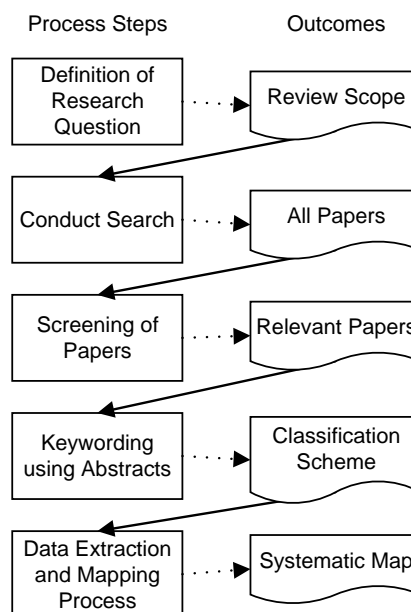 Process Steps
Outcomes
Definition of
Research
Question
Review Scope
Conduct Search
All Papers
Screening of
Papers
Relevant Papers
Keywording
using Abstracts
Classification
Scheme
Data Extraction
and Mapping
Process
Systematic Map